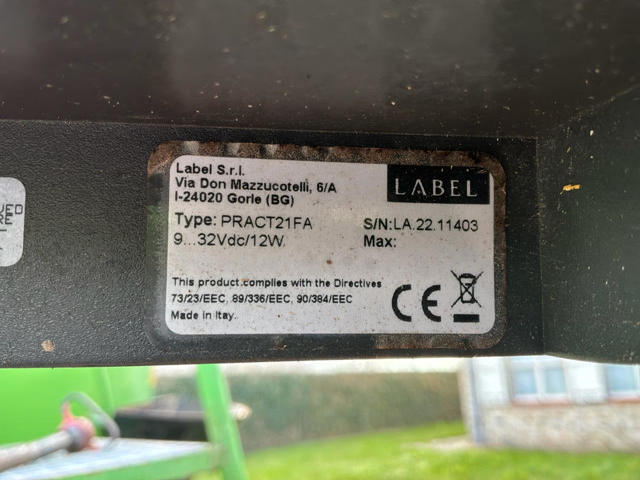 Label S.r.l.
Via Don Mazzucotelli, 6/A
I-24020 Gorle (BG)
LABEL
Type: PRACT21FA
S/N:LA.22.11403
9...32Vdc/12W
Max:
This product complies with the Directives
73/23/EEC, 89/336/EEC, 90/384/EEC
Made in Itay.
CE